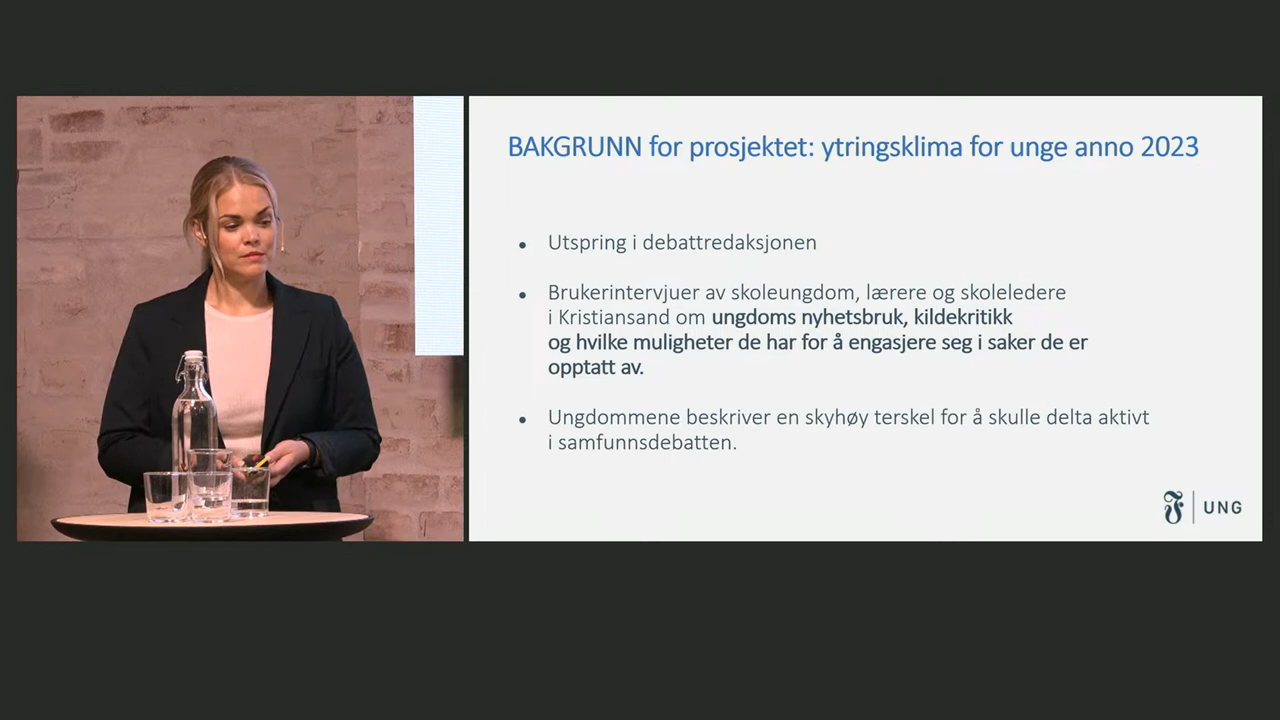 BAKGRUNN for prosjektet: ytringsklima for unge anno 2023
• Utspring i debattredaksjonen
• Brukerintervjuer av skoleungdom, lærere og skoleledere
i Kristiansand om ungdoms nyhetsbruk, kildekritikk
og hvilke muligheter de har for å engasjere seg i saker de er
opptatt av.
• Ungdommene beskriver en skyhøy terskel for å skulle delta aktivt
i samfunnsdebatten.
F | UNG